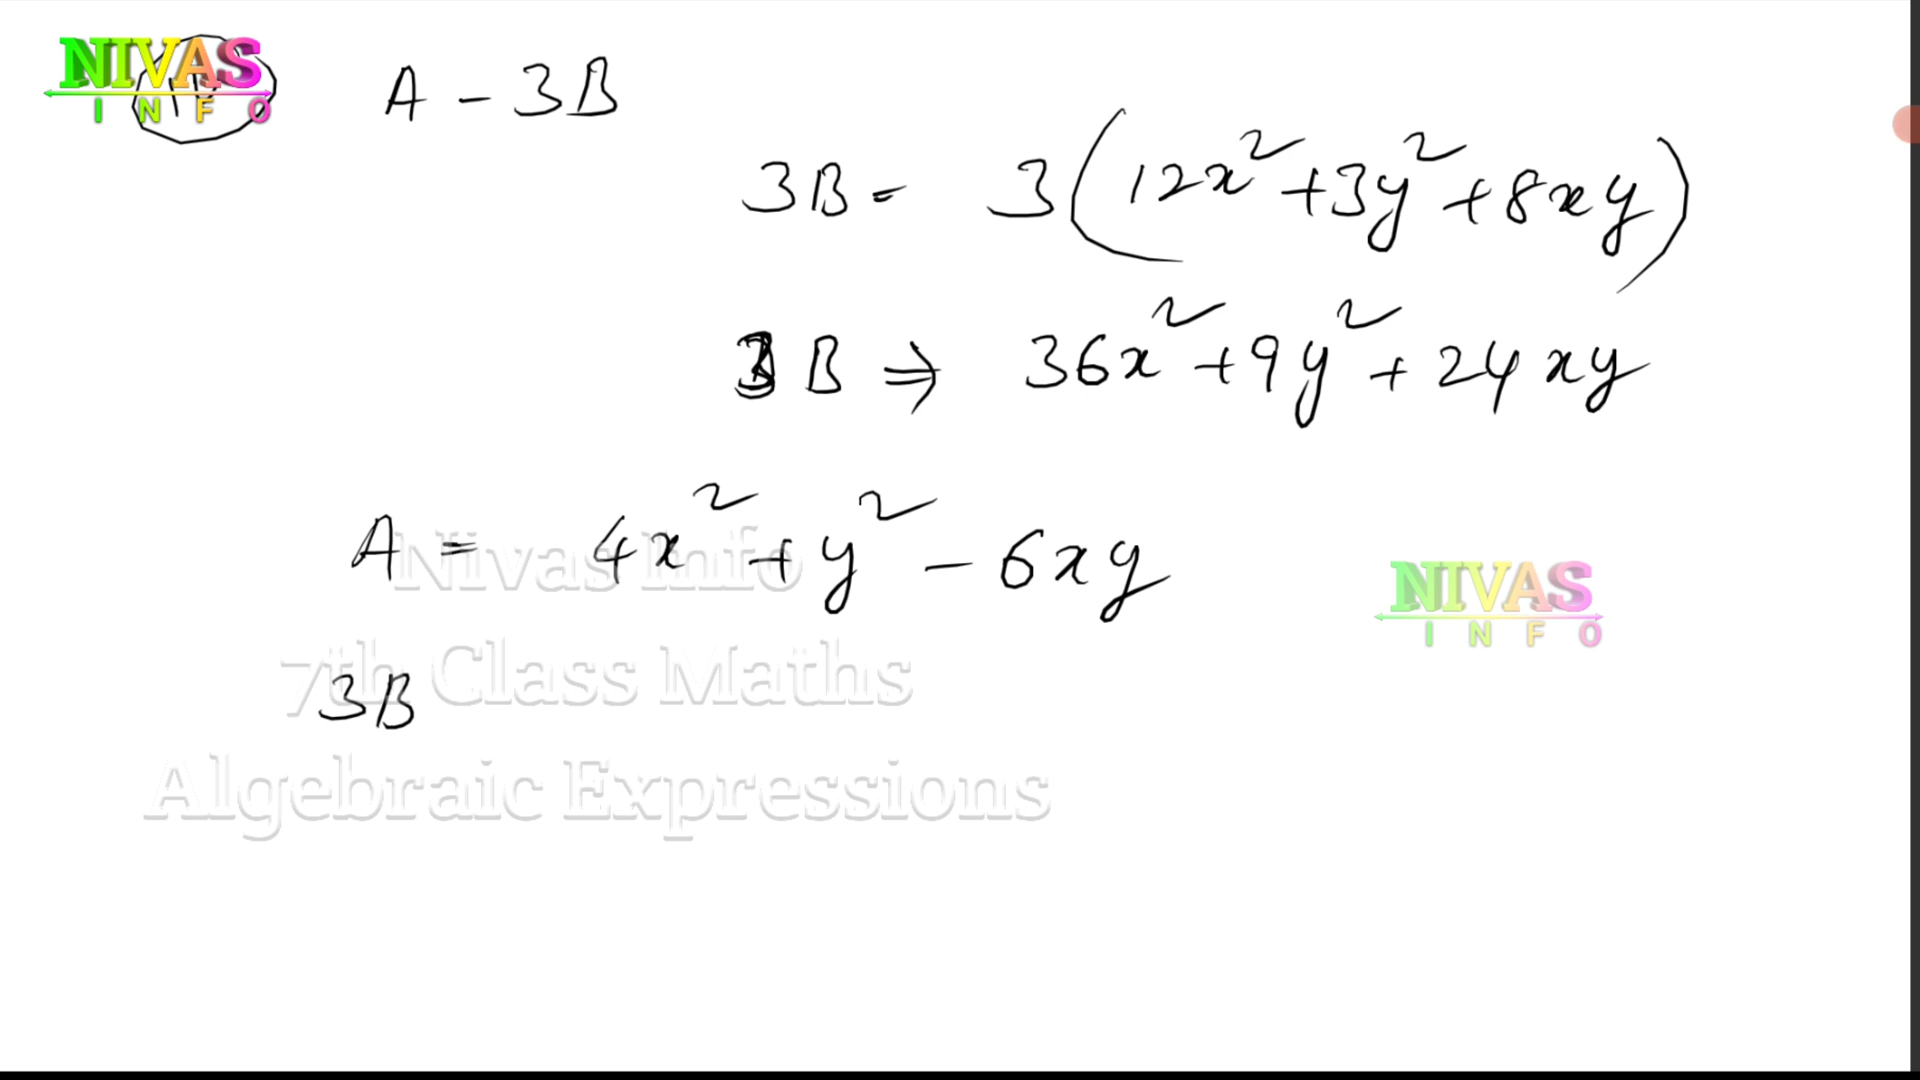 NIVAS
INFO
A - 3B
3B = 3(12x² + 3y² + 8xy)
3B ⇒ 36x² + 9y² + 24xy
A = 4x² + y² - 6xy
Nivas Info
NIVAS
INFO
7th Class Maths
3B
Algebraic Expressions